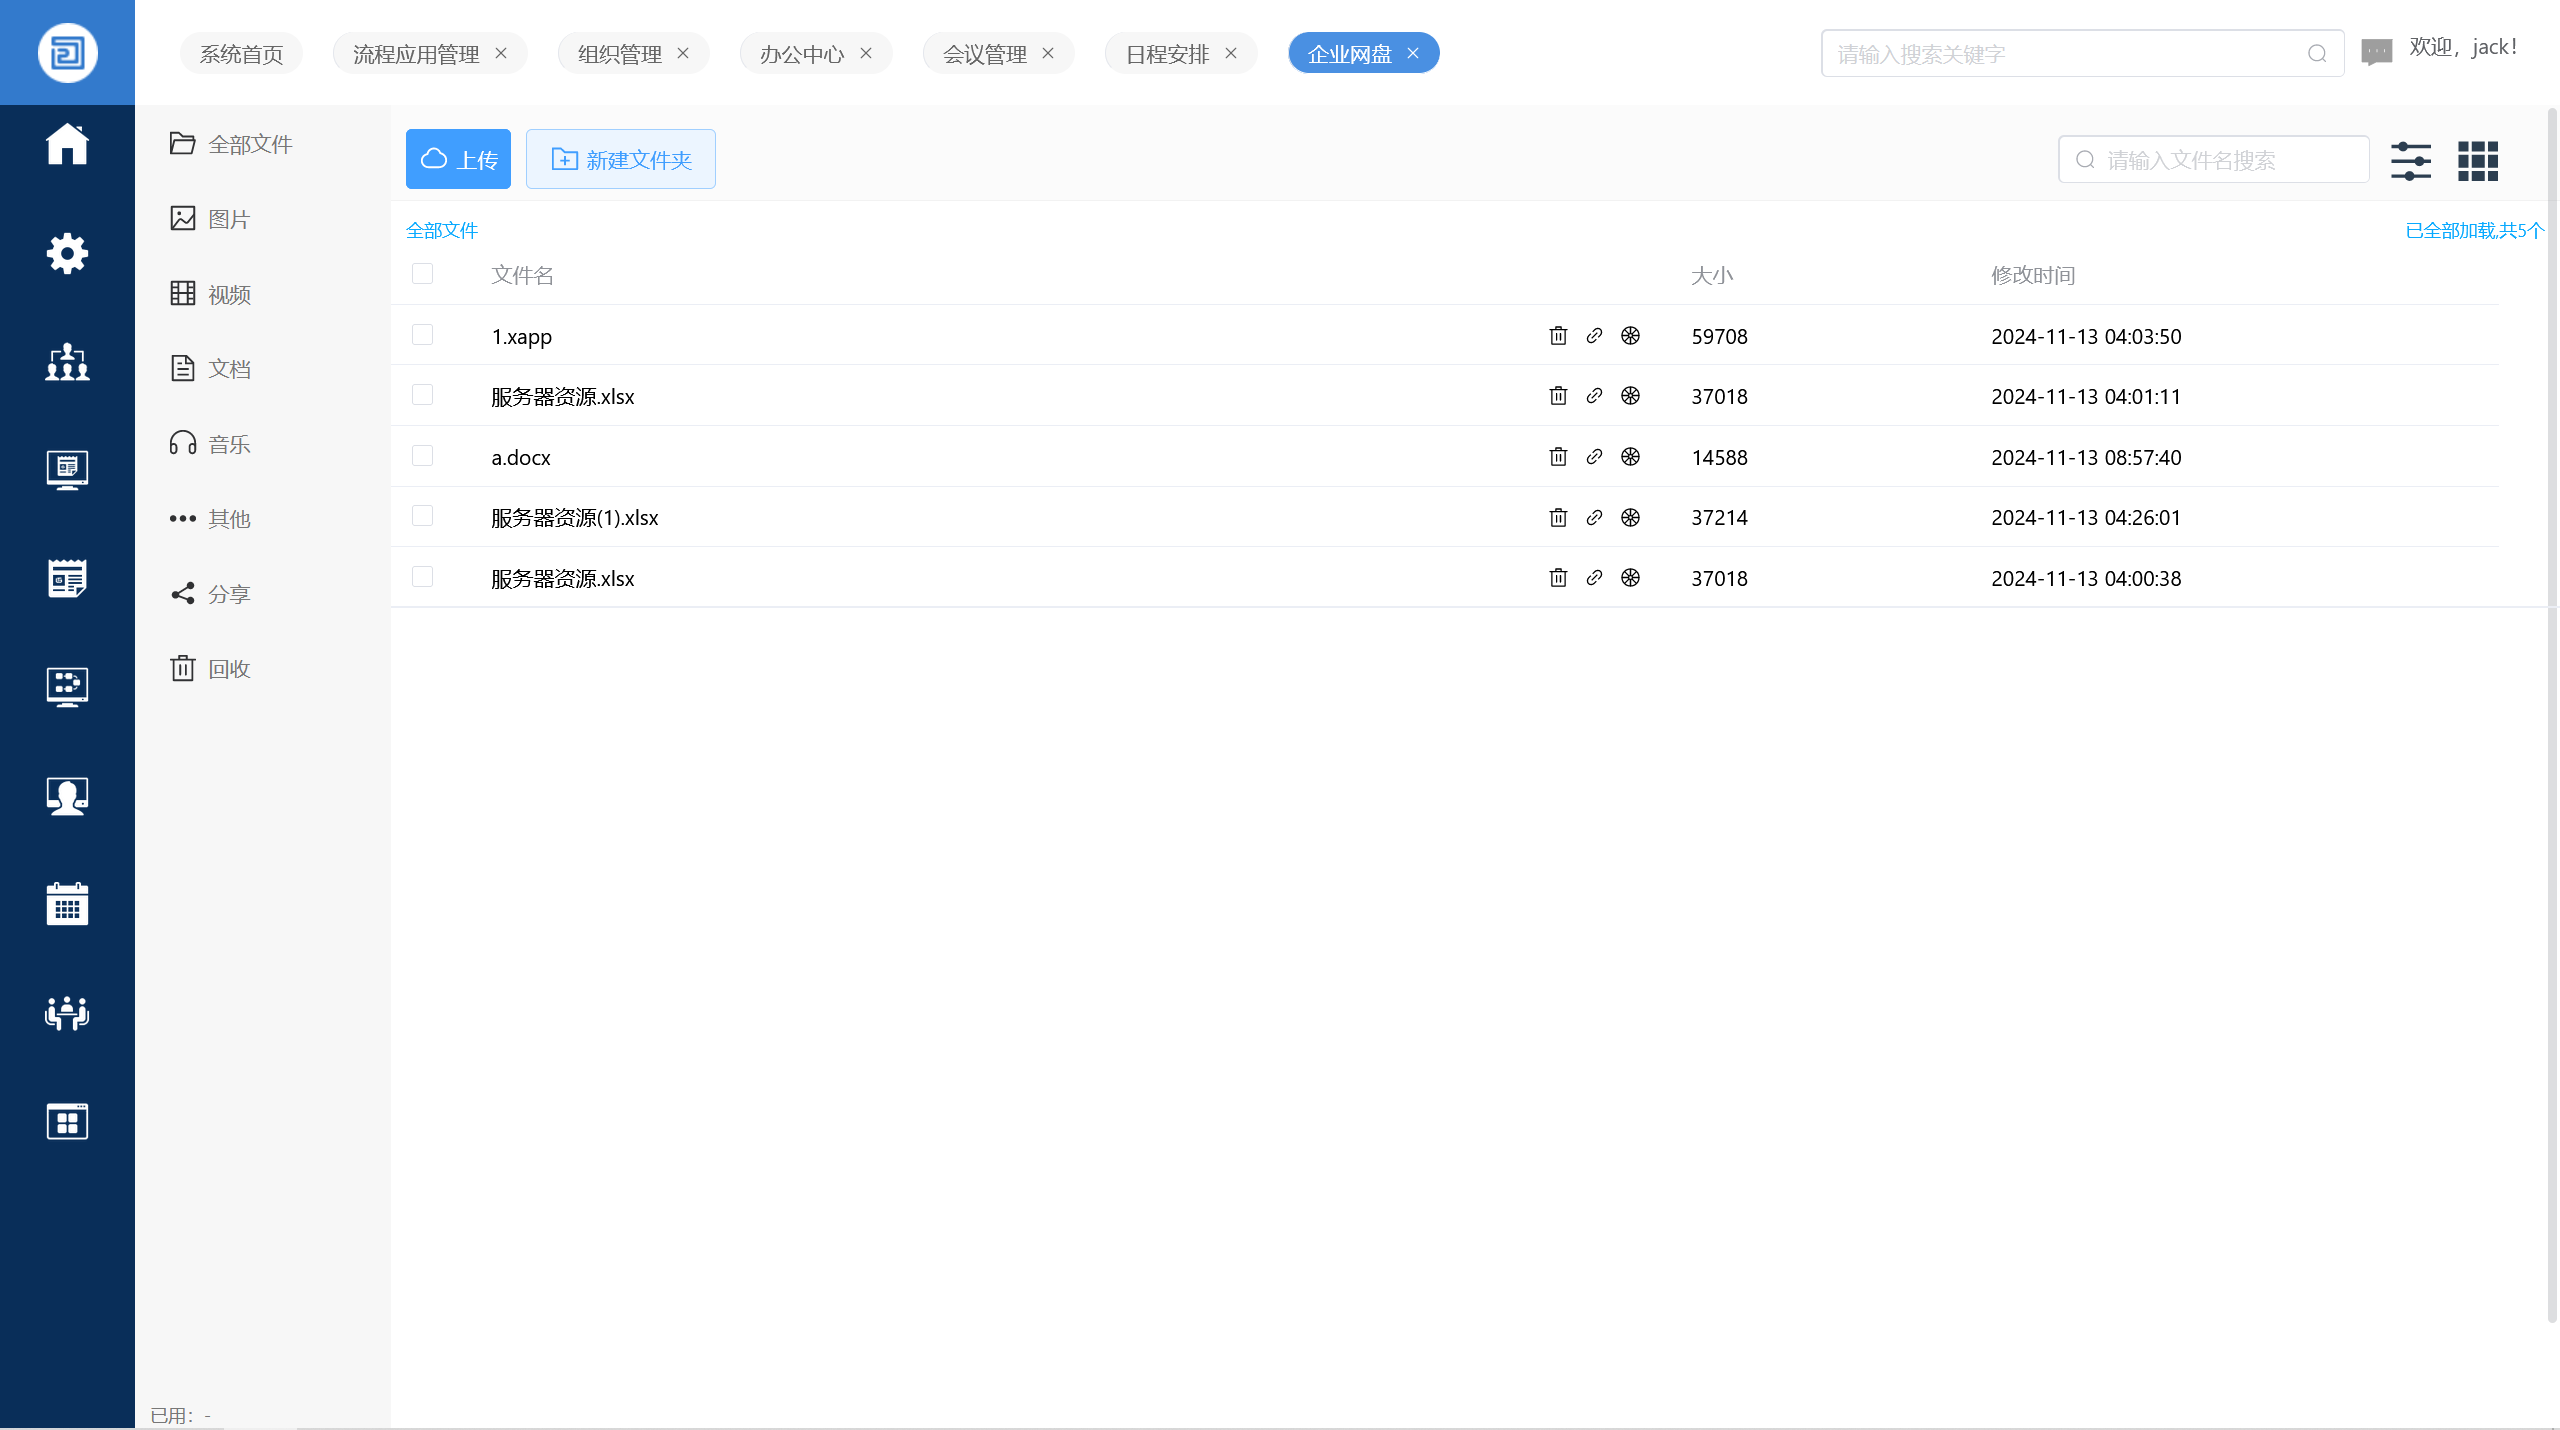 系统首页 流程应用管理 组织管理 办公中心 会议管理 日程安排 企业网盘 请输入搜索关键字 欢迎，jack!
全部文件
图片
视频
文档
音乐
其他
分享
回收
已用：-
上传 新建文件夹 请输入文件名搜索
全部文件 已全部加载,共5个
文件名 大小 修改时间
1.xapp 59708 2024-11-13 04:03:50
服务器资源.xlsx 37018 2024-11-13 04:01:11
a.docx 14588 2024-11-13 08:57:40
服务器资源(1).xlsx 37214 2024-11-13 04:26:01
服务器资源.xlsx 37018 2024-11-13 04:00:38